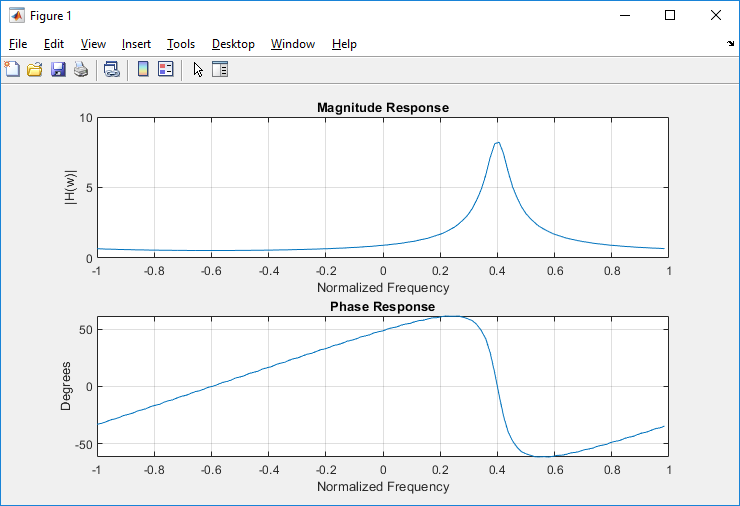 Figure 1
File Edit View Insert Tools Desktop Window Help
Magnitude Response
10
5
0
|H(w)|
-1 -0.8 -0.6 -0.4 -0.2 0 0.2 0.4 0.6 0.8 1
Normalized Frequency
Phase Response
50
0
-50
Degrees
-1 -0.8 -0.6 -0.4 -0.2 0 0.2 0.4 0.6 0.8 1
Normalized Frequency